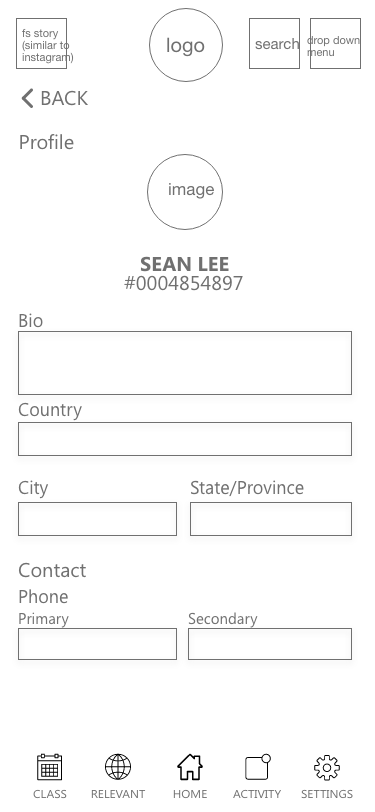 fs story
(similar to
instagram)
logo
search
drop down
menu
BACK
Profile
image
SEAN LEE
#0004854897
Bio
Country
City
State/Province
Contact
Phone
Primary
Secondary
CLASS
RELEVANT
HOME
ACTIVITY
SETTINGS